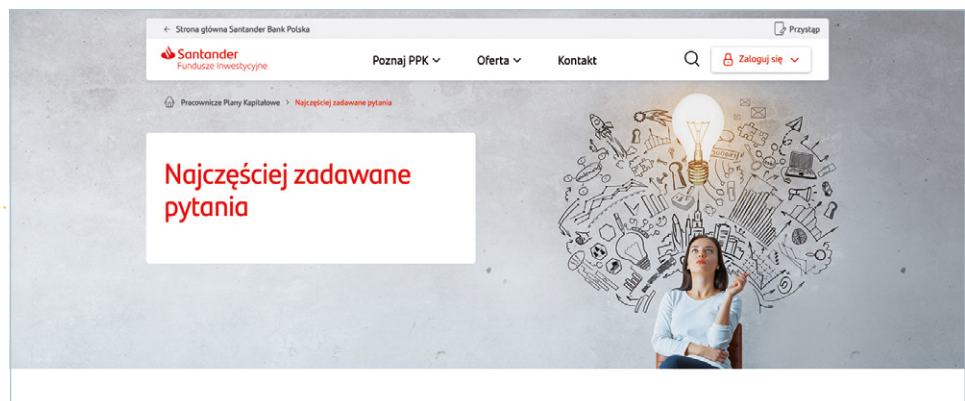 ← Strona główna Santander Bank Polska
Przystąp
Santander
Fundusze Inwestycyjne
Poznaj PPK
Oferta
Kontakt
Zaloguj się
Pracownicze Plany Kapitałowe > Najczęściej zadawane pytania
Najczęściej zadawane
pytania